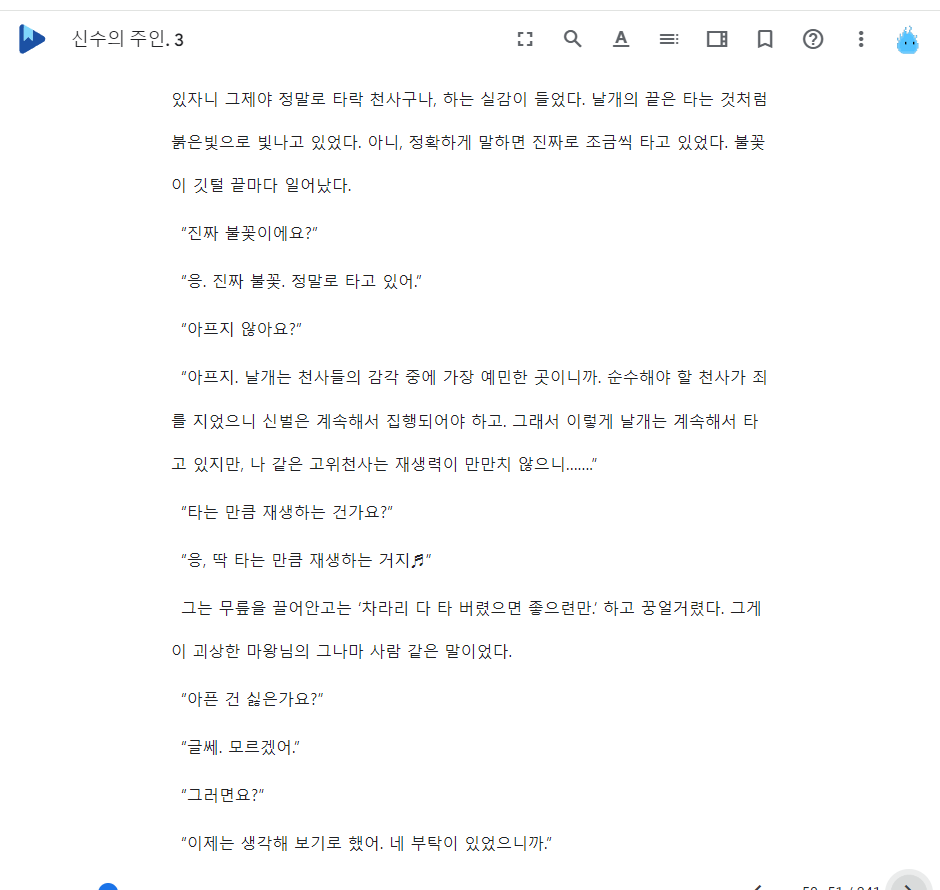 신수의 주인. 3
있자니 그제야 정말로 타락 천사구나, 하는 실감이 들었다. 날개의 끝은 타는 것처럼
붉은빛으로 빛나고 있었다. 아니, 정확하게 말하면 진짜로 조금씩 타고 있었다. 불꽃
이 깃털 끝마다 일어났다.
“진짜 불꽃이에요?”
“응. 진짜 불꽃. 정말로 타고 있어.”
“아프지 않아요?”
“아프지. 날개는 천사들의 감각 중에 가장 예민한 곳이니까. 순수해야 할 천사가 죄
를 지었으니 신벌은 계속해서 집행되어야 하고. 그래서 이렇게 날개는 계속해서 타
고 있지만, 나 같은 고위천사는 재생력이 만만치 않으니…….”
“타는 만큼 재생하는 건가요?”
“응, 딱 타는 만큼 재생하는 거지♬”
그는 무릎을 끌어안고는 ‘차라리 다 타 버렸으면 좋으련만.’ 하고 꿍얼거렸다. 그게
이 괴상한 마왕님의 그나마 사람 같은 말이었다.
“아픈 건 싫은가요?”
“글쎄. 모르겠어.”
“그러면요?”
“이제는 생각해 보기로 했어. 네 부탁이 있었으니까.”